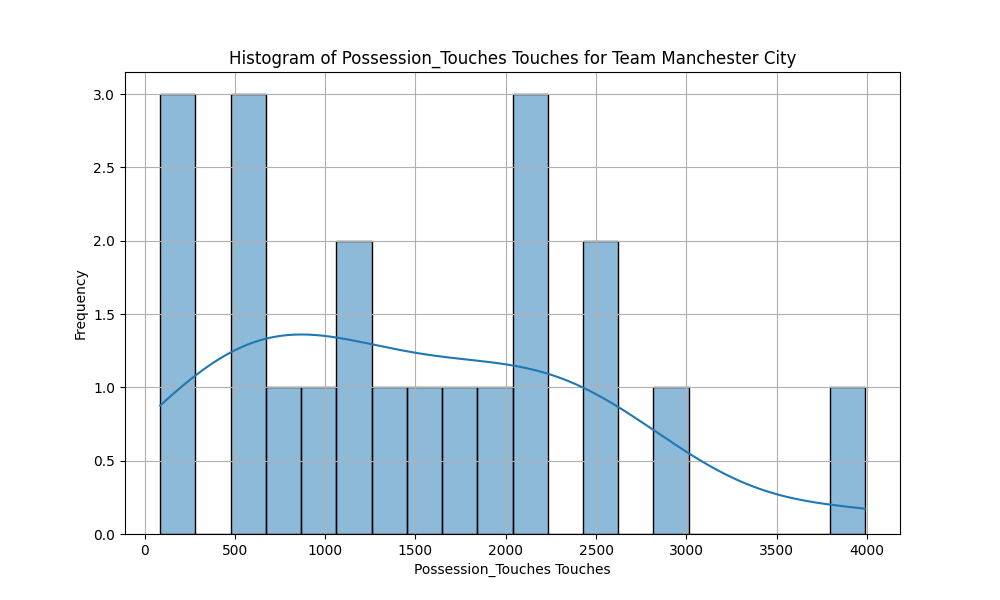 Histogram of Possession_Touches Touches for Team Manchester City
3.0
2.5
2.0
1.5
1.0
0.5
0.0
Frequency
0 500 1000 1500 2000 2500 3000 3500 4000
Possession_Touches Touches